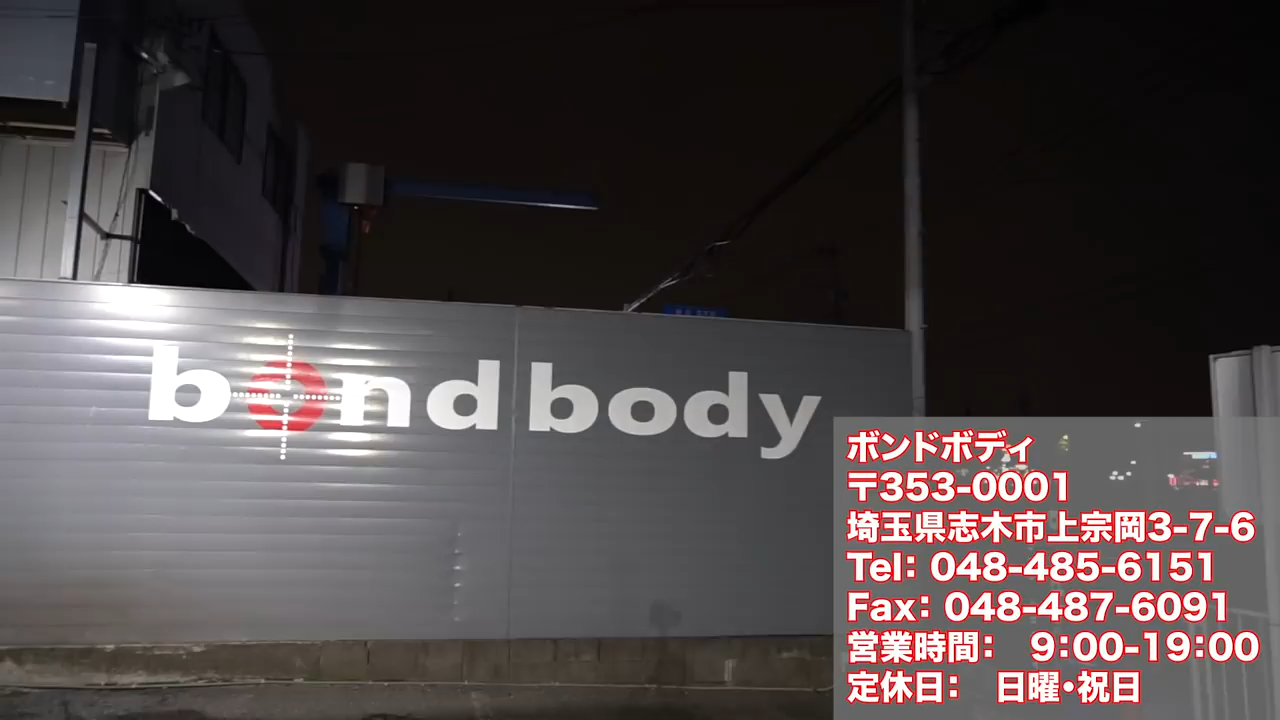 bond body
ボンドボディ
〒353-0001
埼玉県志木市上宗岡3-7-6
Tel： 048-485-6151
Fax： 048-487-6091
営業時間：　9：00-19：00
定休日：　日曜・祝日